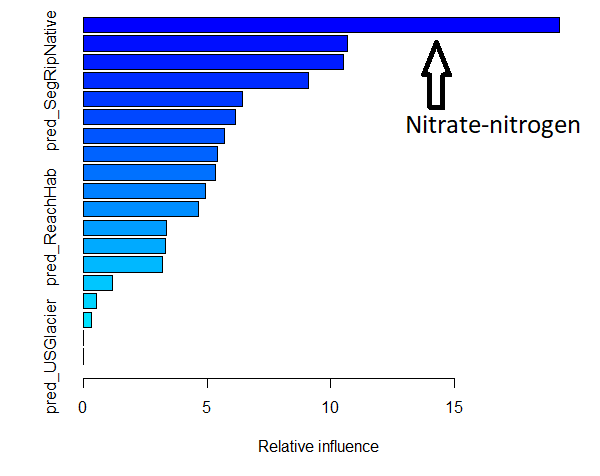 pred_SegRipNative
pred_ReachHab
pred_USGlacier
Nitrate-nitrogen
0 5 10 15
Relative influence